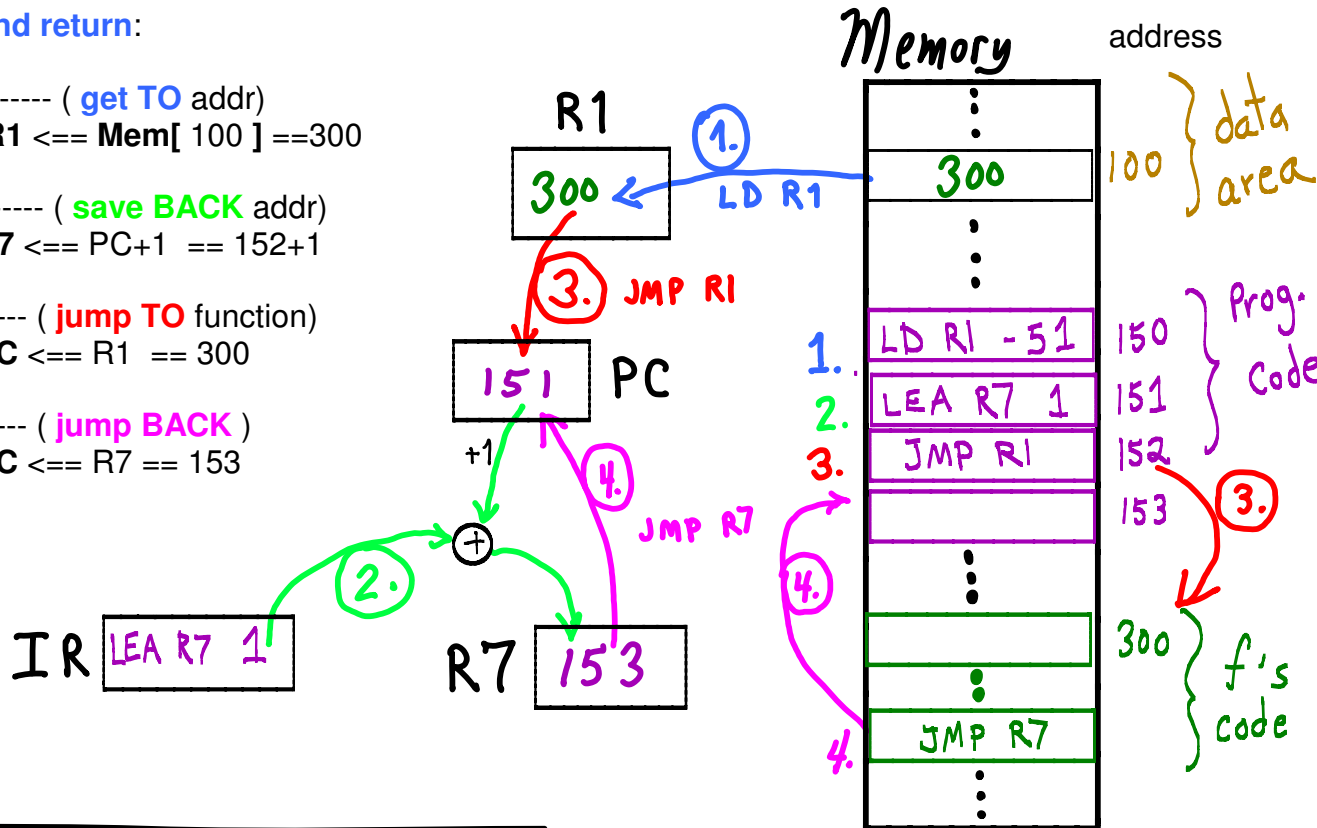 nd return:
----- ( get TO addr)
R1 <== Mem[ 100 ] ==300
----- ( save BACK addr)
7 <== PC+1 == 152+1
--- ( jump TO function)
C <== R1 == 300
--- ( jump BACK )
C <== R7 == 153
Memory
address
R1
300
1.
LD R1
300
100
data
area
3.
JMP R1
151
PC
+1
+
2.
4.
JMP R7
IR
LEA R7 1
R7
153
1.
LD R1 -51
150
2.
LEA R7 1
151
3.
JMP R1
152
153
Prog.
Code
3.
4.
300
f's
code
4.
JMP R7